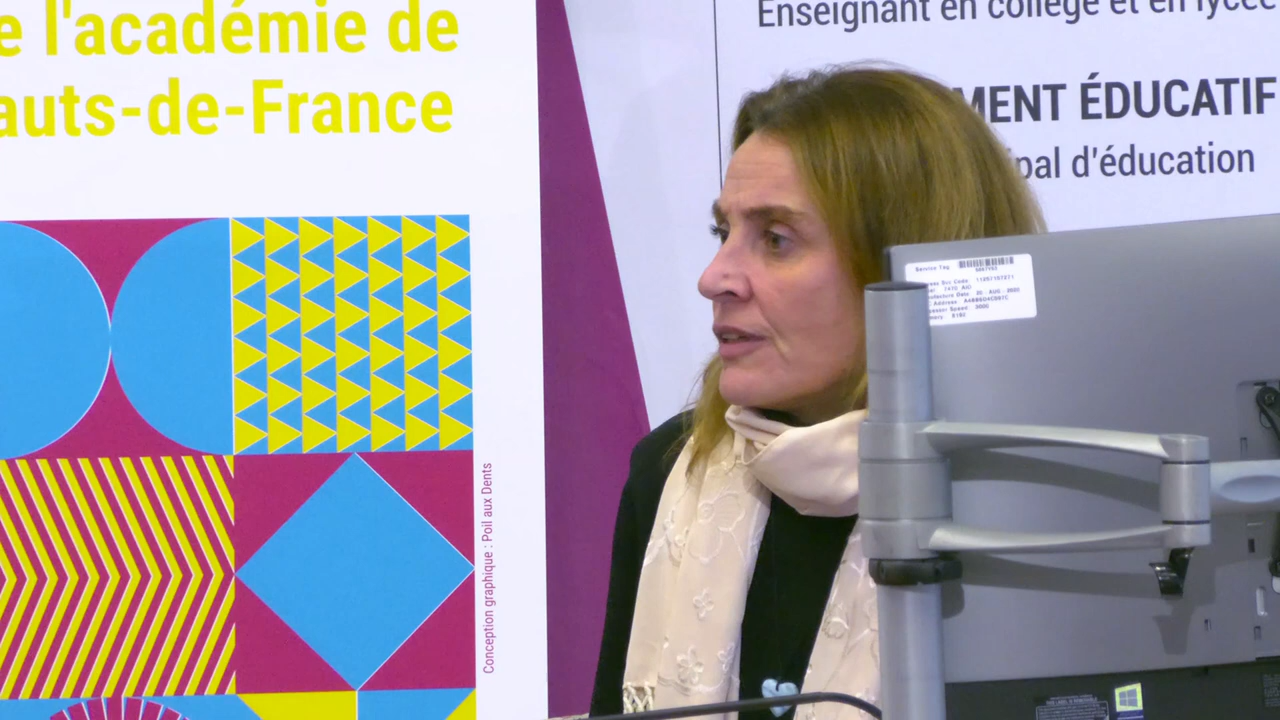 e l'académie de
auts-de-France
Enseignant en collège et en lycée
MENT ÉDUCATIF
pal d'éducation
Conception graphique : Poil aux Dents
Service Tag